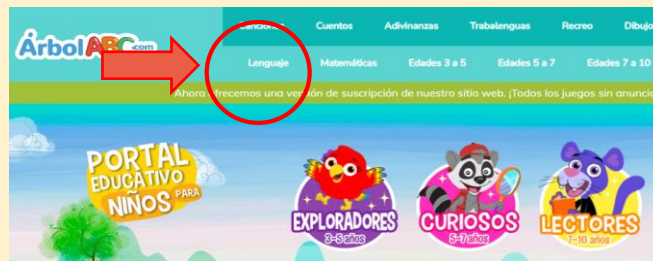 Canciones Cuentos Adivinanzas Trabalenguas Recreo Dibujo
ÁrbolABC.com
Lenguaje Matemáticas Edades 3 a 5 Edades 5 a 7 Edades 7 a 10
Ahora ofrecemos una versión de suscripción de nuestro sitio web. ¡Todos los juegos sin anuncio
PORTAL
EDUCATIVO
PARA
NIÑOS
EXPLORADORES
3-5 años
CURIOSOS
5-7 años
LECTORES
7-10 años